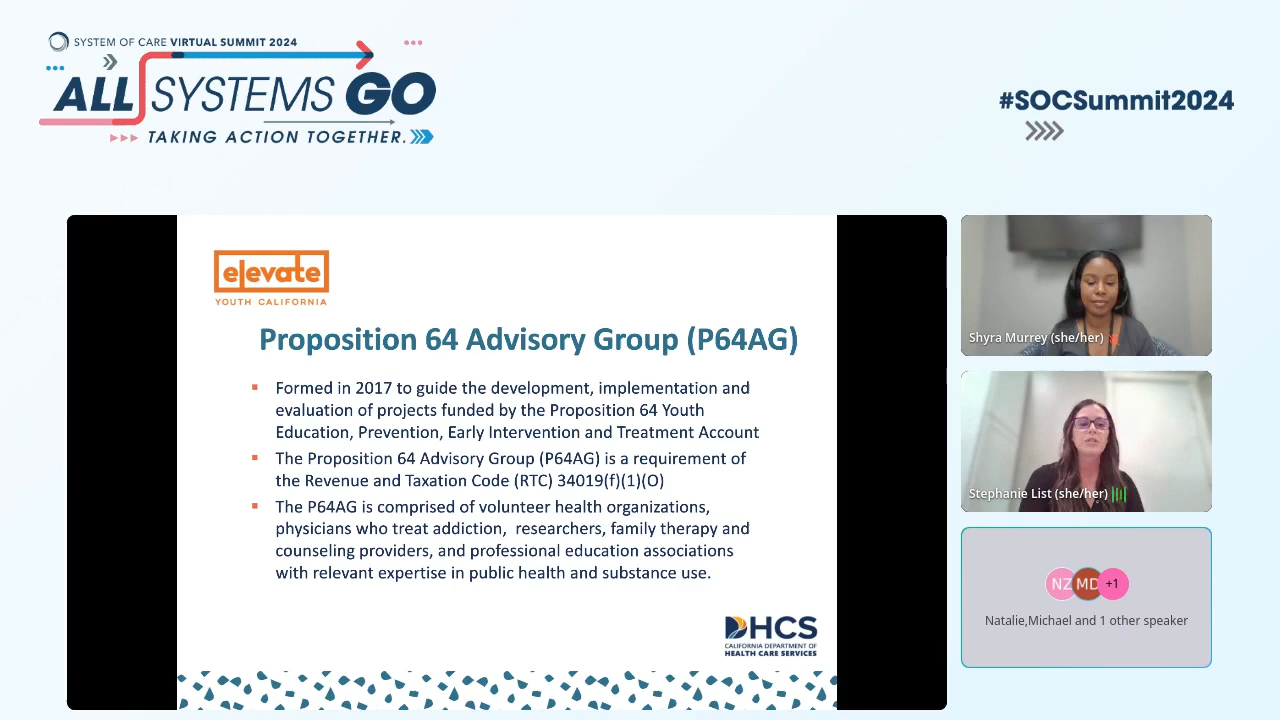 SYSTEM OF CARE VIRTUAL SUMMIT 2024
ALL SYSTEMS GO
TAKING ACTION TOGETHER.
#SOCSummit2024
elevate
YOUTH CALIFORNIA
Proposition 64 Advisory Group (P64AG)
Formed in 2017 to guide the development, implementation and
evaluation of projects funded by the Proposition 64 Youth
Education, Prevention, Early Intervention and Treatment Account
The Proposition 64 Advisory Group (P64AG) is a requirement of
the Revenue and Taxation Code (RTC) 34019(f)(1)(O)
The P64AG is comprised of volunteer health organizations,
physicians who treat addiction, researchers, family therapy and
counseling providers, and professional education associations
with relevant expertise in public health and substance use.
DHCS
CALIFORNIA DEPARTMENT OF
HEALTH CARE SERVICES
Shyra Murrey (she/her)
Stephanie List (she/her)
NZ MD +1
Natalie,Michael and 1 other speaker